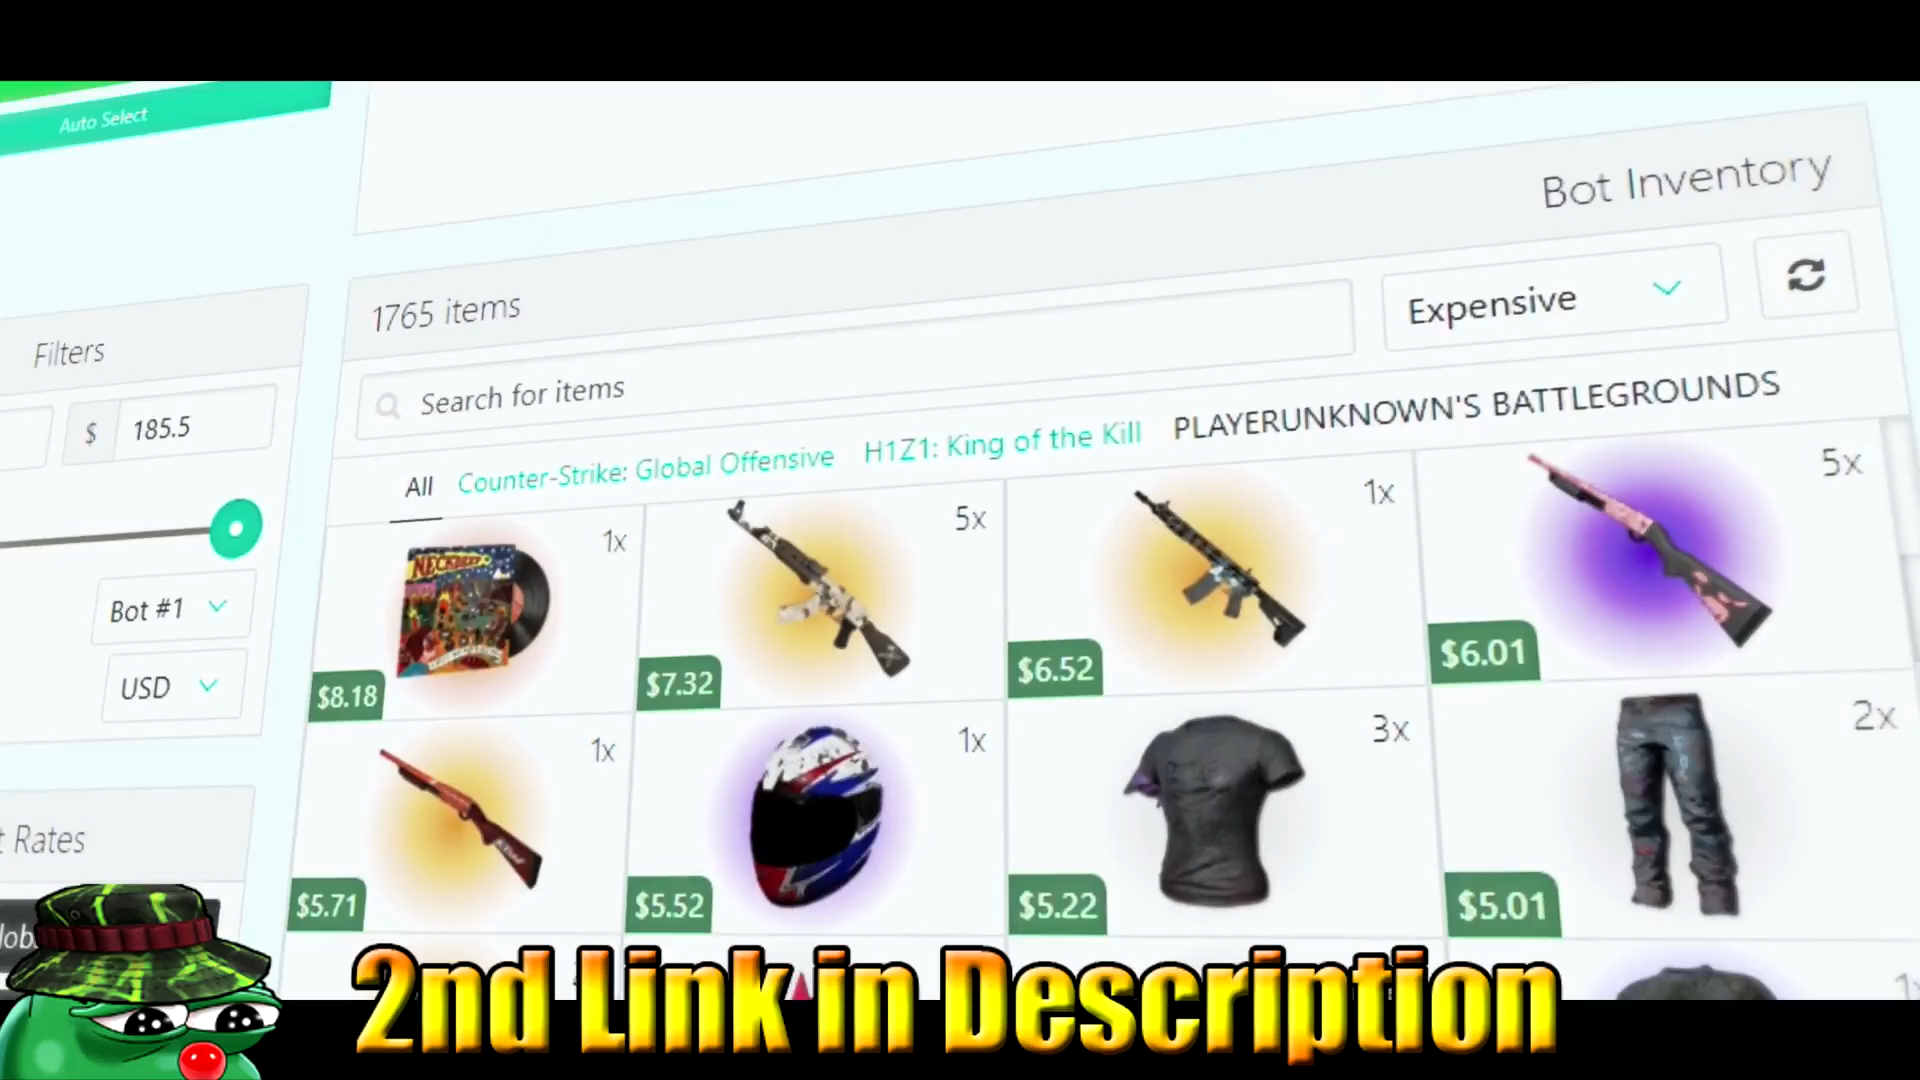 Auto Select
Bot Inventory
1765 items
Expensive
Filters
Search for items
$ 185.5
All Counter-Strike: Global Offensive H1Z1: King of the Kill PLAYERUNKNOWN'S BATTLEGROUNDS
1x 5x 1x 5x
NECK DEEP
Bot #1
USD
$8.18 $7.32 $6.52 $6.01
1x 1x 3x 2x
Rates
$5.71 $5.52 $5.22 $5.01
2nd Link in Description